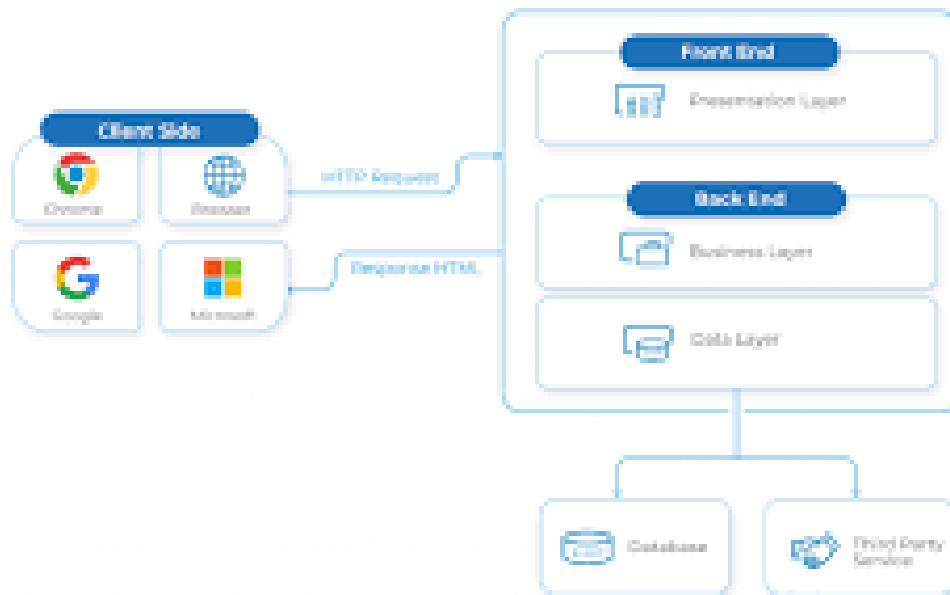 Front End
Presentation Layer
Client Side
Chrome
Browser
HTTP Request
Back End
Business Layer
Response HTML
Google
Microsoft
Data Layer
Database
Third Party
Service